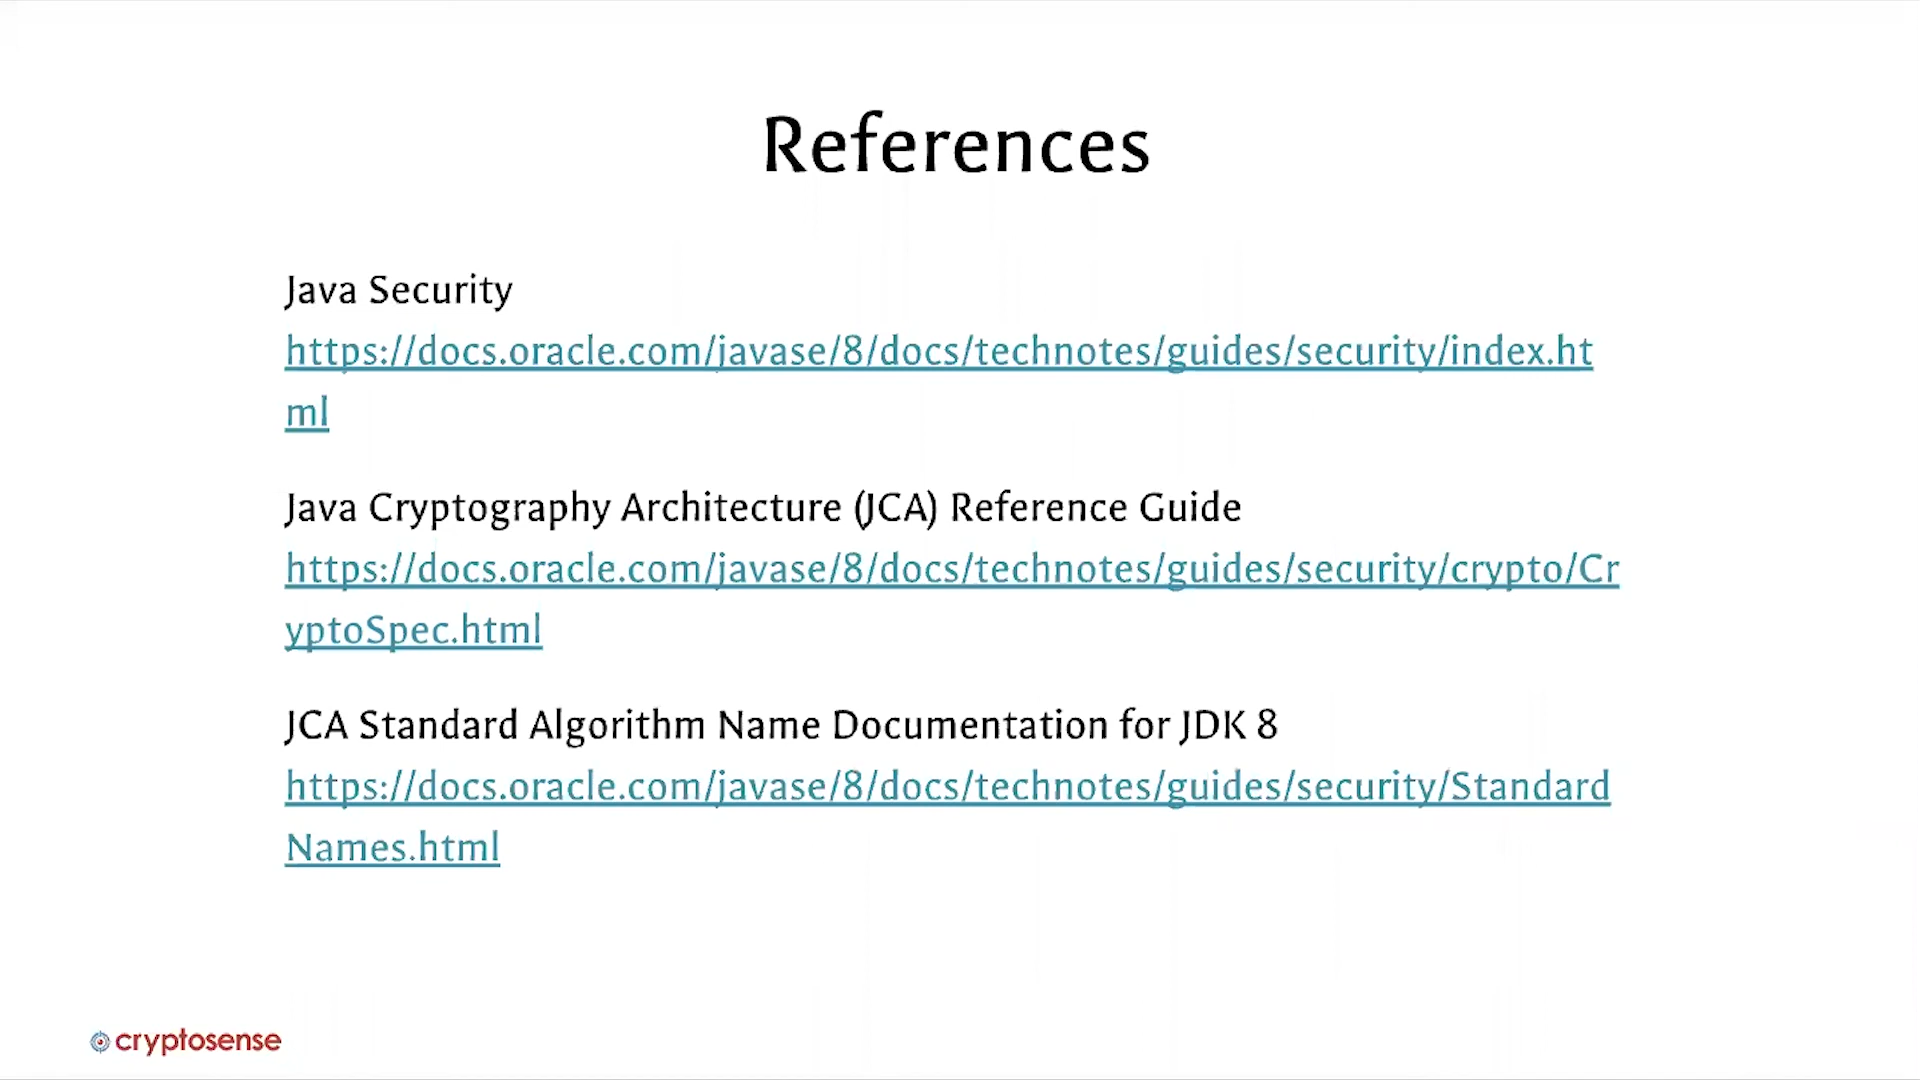 References
Java Security
https://docs.oracle.com/javase/8/docs/technotes/guides/security/index.ht
ml
Java Cryptography Architecture (JCA) Reference Guide
https://docs.oracle.com/javase/8/docs/technotes/guides/security/crypto/Cr
yptoSpec.html
JCA Standard Algorithm Name Documentation for JDK 8
https://docs.oracle.com/javase/8/docs/technotes/guides/security/Standard
Names.html
cryptosense